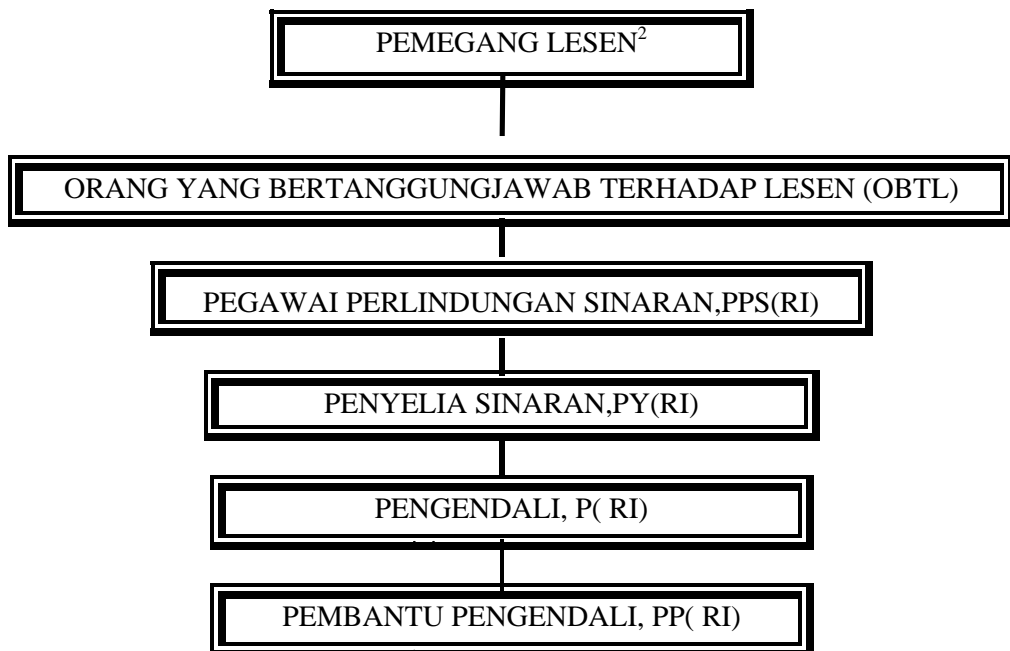 PEMEGANG LESEN²
ORANG YANG BERTANGGUNGJAWAB TERHADAP LESEN (OBTL)
PEGAWAI PERLINDUNGAN SINARAN,PPS(RI)
PENYELIA SINARAN,PY(RI)
PENGENDALI, P( RI)
PEMBANTU PENGENDALI, PP( RI)